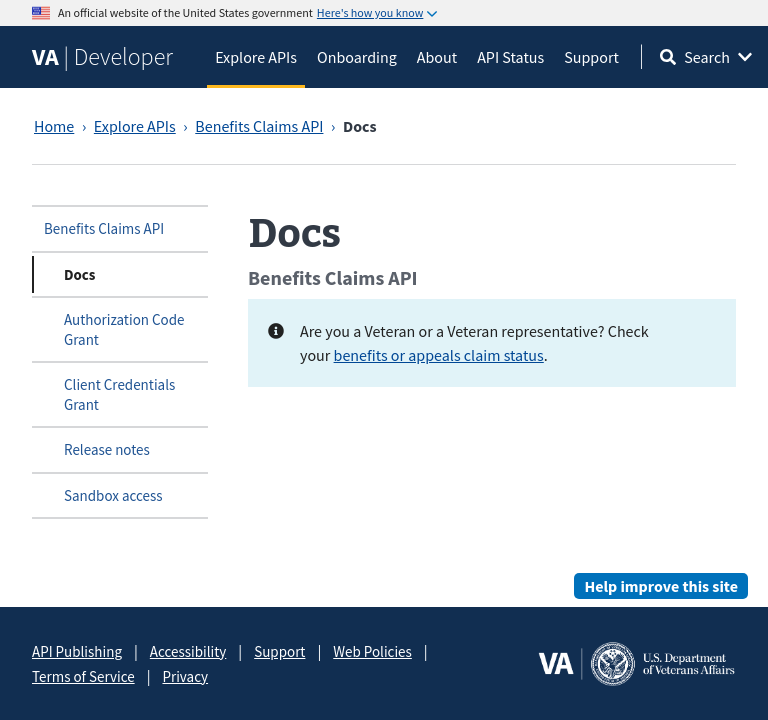 An official website of the United States government Here's how you know
VA | Developer Explore APIs Onboarding About API Status Support Search
Home › Explore APIs › Benefits Claims API › Docs
Benefits Claims API
Docs
Authorization Code
Grant
Client Credentials
Grant
Release notes
Sandbox access
Docs
Benefits Claims API
Are you a Veteran or a Veteran representative? Check
your benefits or appeals claim status.
Help improve this site
API Publishing | Accessibility | Support | Web Policies |
Terms of Service | Privacy
VA | U.S. Department
of Veterans Affairs